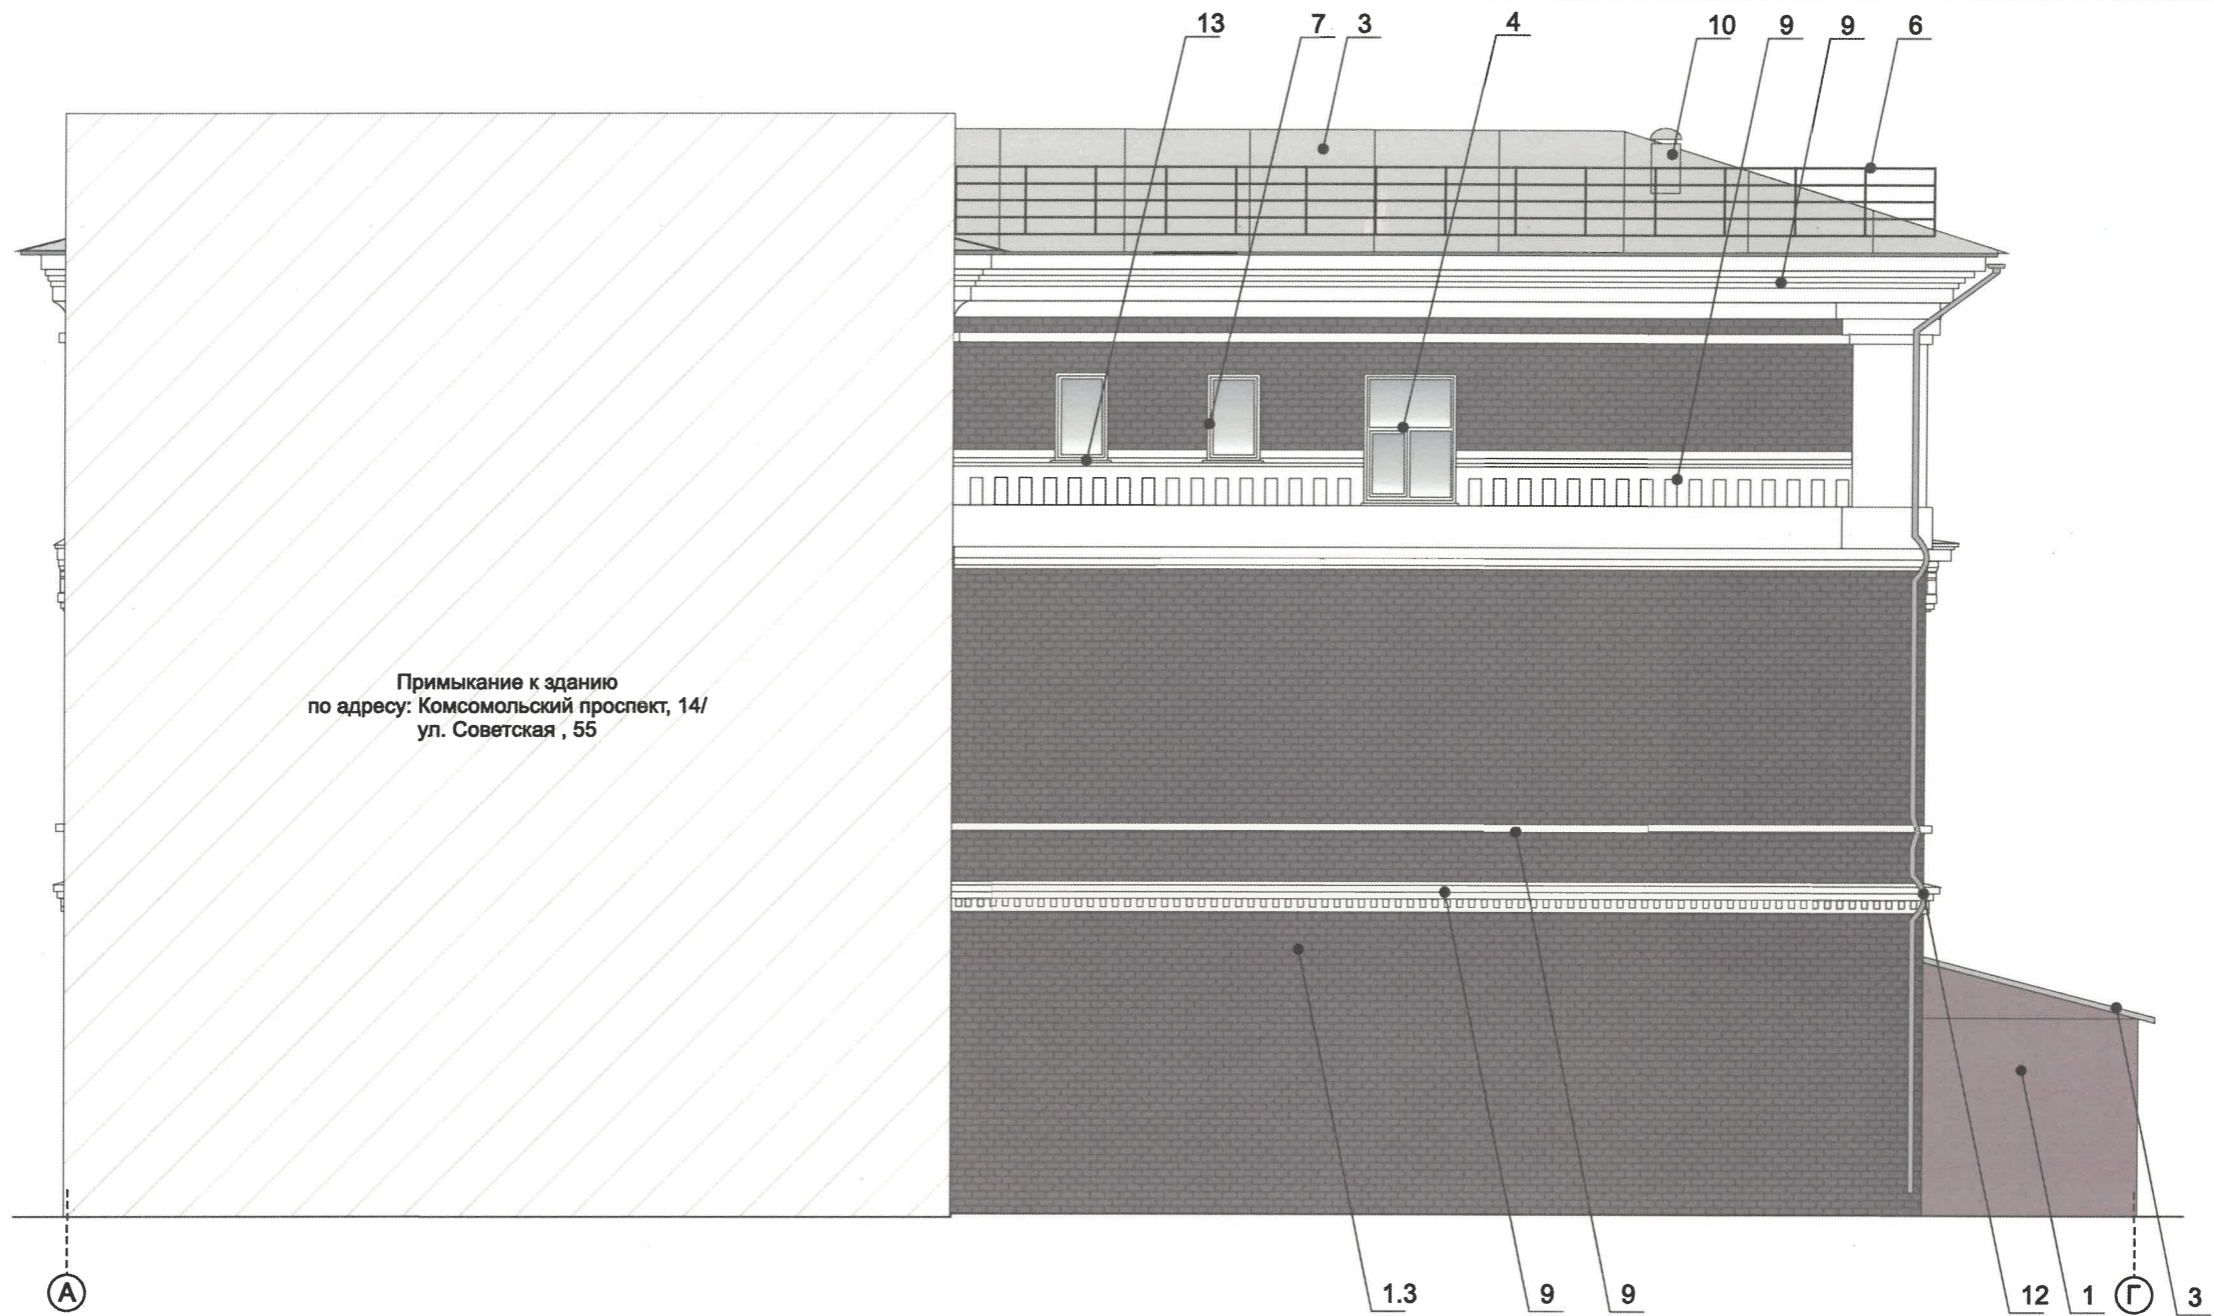 13 7 3 4 10 9 9 6
Примыкание к зданию
по адресу: Комсомольский проспект, 14/
ул. Советская , 55
А 1.3 9 9 12 1 Г 3